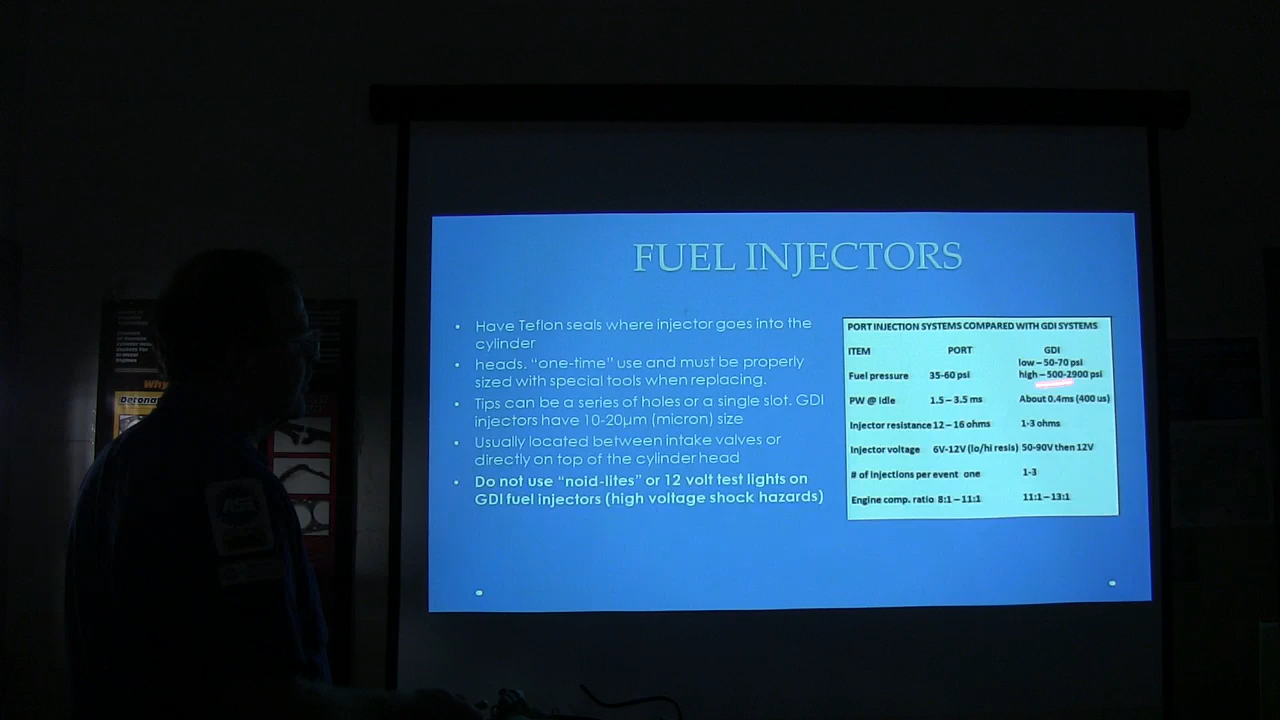 FUEL INJECTORS
• Have Teflon seals where injector goes into the
cylinder
• heads. "one-time" use and must be properly
sized with special tools when replacing.
• Tips can be a series of holes or a single slot. GDI
injectors have 10-20µm (micron) size
• Usually located between intake valves or
directly on top of the cylinder head
• Do not use "noid-lites" or 12 volt test lights on
GDI fuel injectors (high voltage shock hazards)
PORT INJECTION SYSTEMS COMPARED WITH GDI SYSTEMS
ITEM PORT GDI
low – 50-70 psi
Fuel pressure 35-60 psi high – 500-2900 psi
PW @ idle 1.5 – 3.5 ms About 0.4ms (400 us)
Injector resistance 12 – 16 ohms 1-3 ohms
Injector voltage 6V-12V (lo/hi resis) 50-90V then 12V
# of injections per event one 1-3
Engine comp. ratio 8:1 – 11:1 11:1 – 13:1
Why